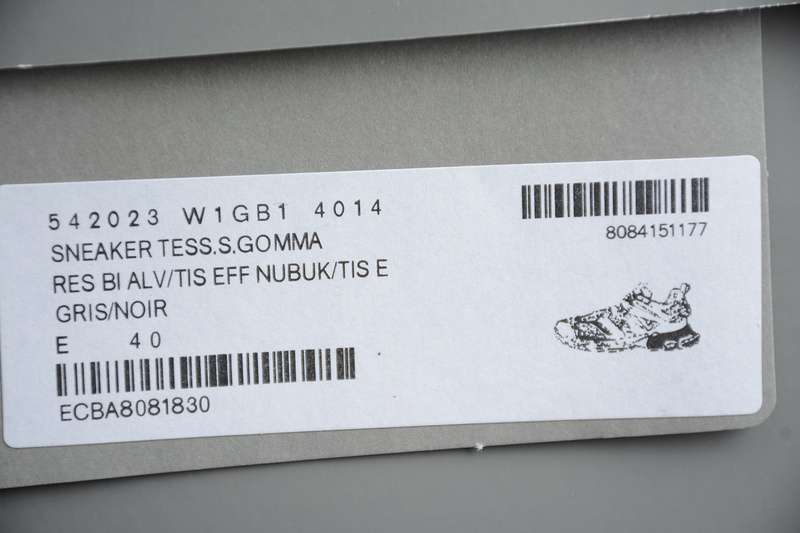 542023 W1GB1 4014
SNEAKER TESS.S.GOMMA
RES BI ALV/TIS EFF NUBUK/TIS E
GRIS/NOIR
E 40
ECBA8081830
8084151177